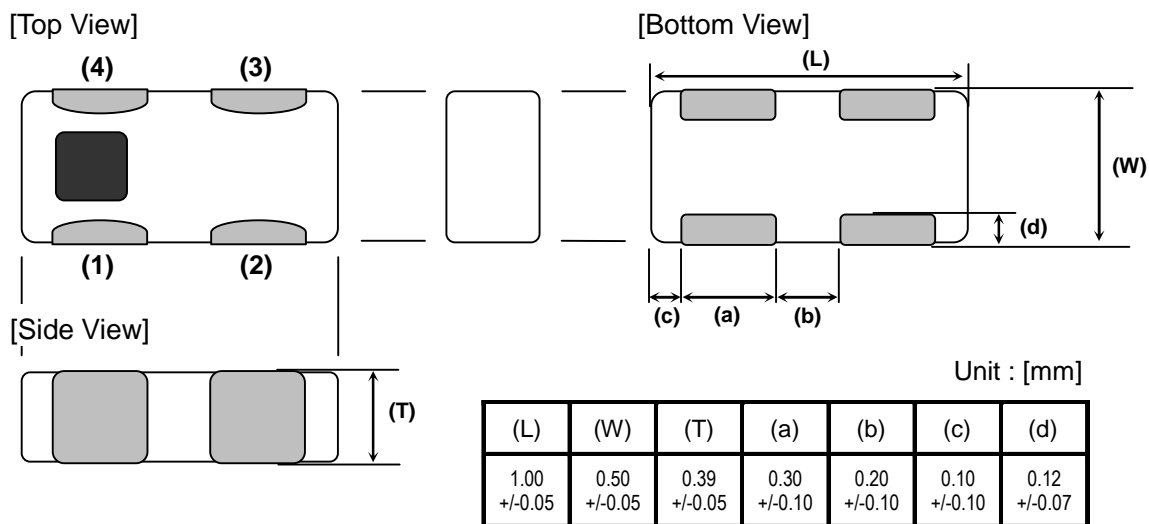 [Top View]
(4) (3)
(1) (2)
[Bottom View]
(L)
(W)
(d)
(c) (a) (b)
[Side View]
(T)
Unit : [mm]
(L) (W) (T) (a) (b) (c) (d)
1.00 0.50 0.39 0.30 0.20 0.10 0.12
+/-0.05 +/-0.05 +/-0.05 +/-0.10 +/-0.10 +/-0.10 +/-0.07